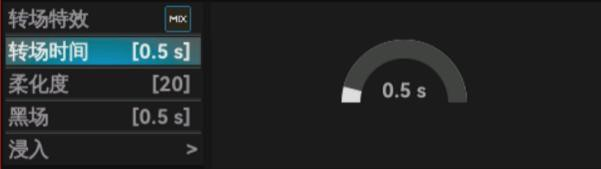 转场特效 MIX
转场时间 [0.5 s]
柔化度 [20]
黑场 [0.5 s]
浸入 >
0.5 s